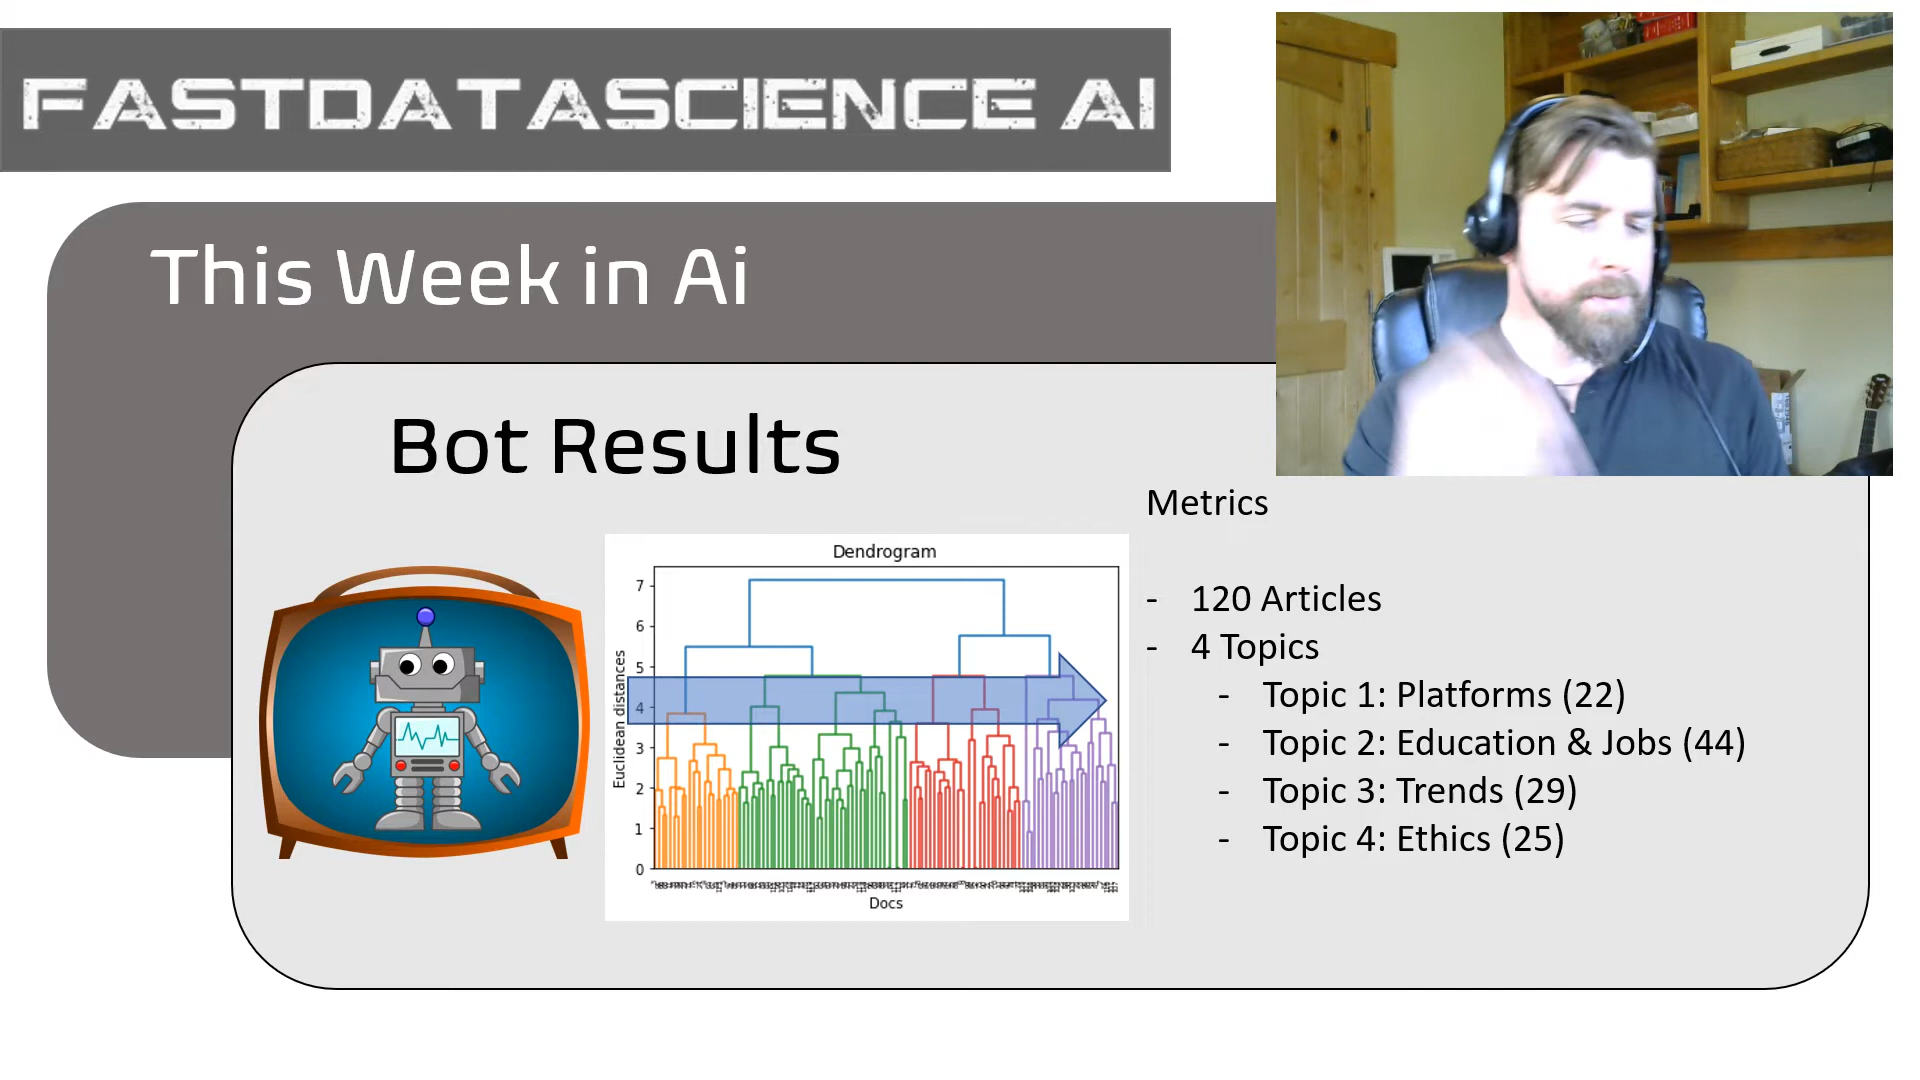 FASTDATASCIENCE AI
This Week in Ai
Bot Results
Metrics
- 120 Articles
- 4 Topics
- Topic 1: Platforms (22)
- Topic 2: Education & Jobs (44)
- Topic 3: Trends (29)
- Topic 4: Ethics (25)
Dendrogram
Euclidean distances
7
6
5
4
3
2
1
0
Docs